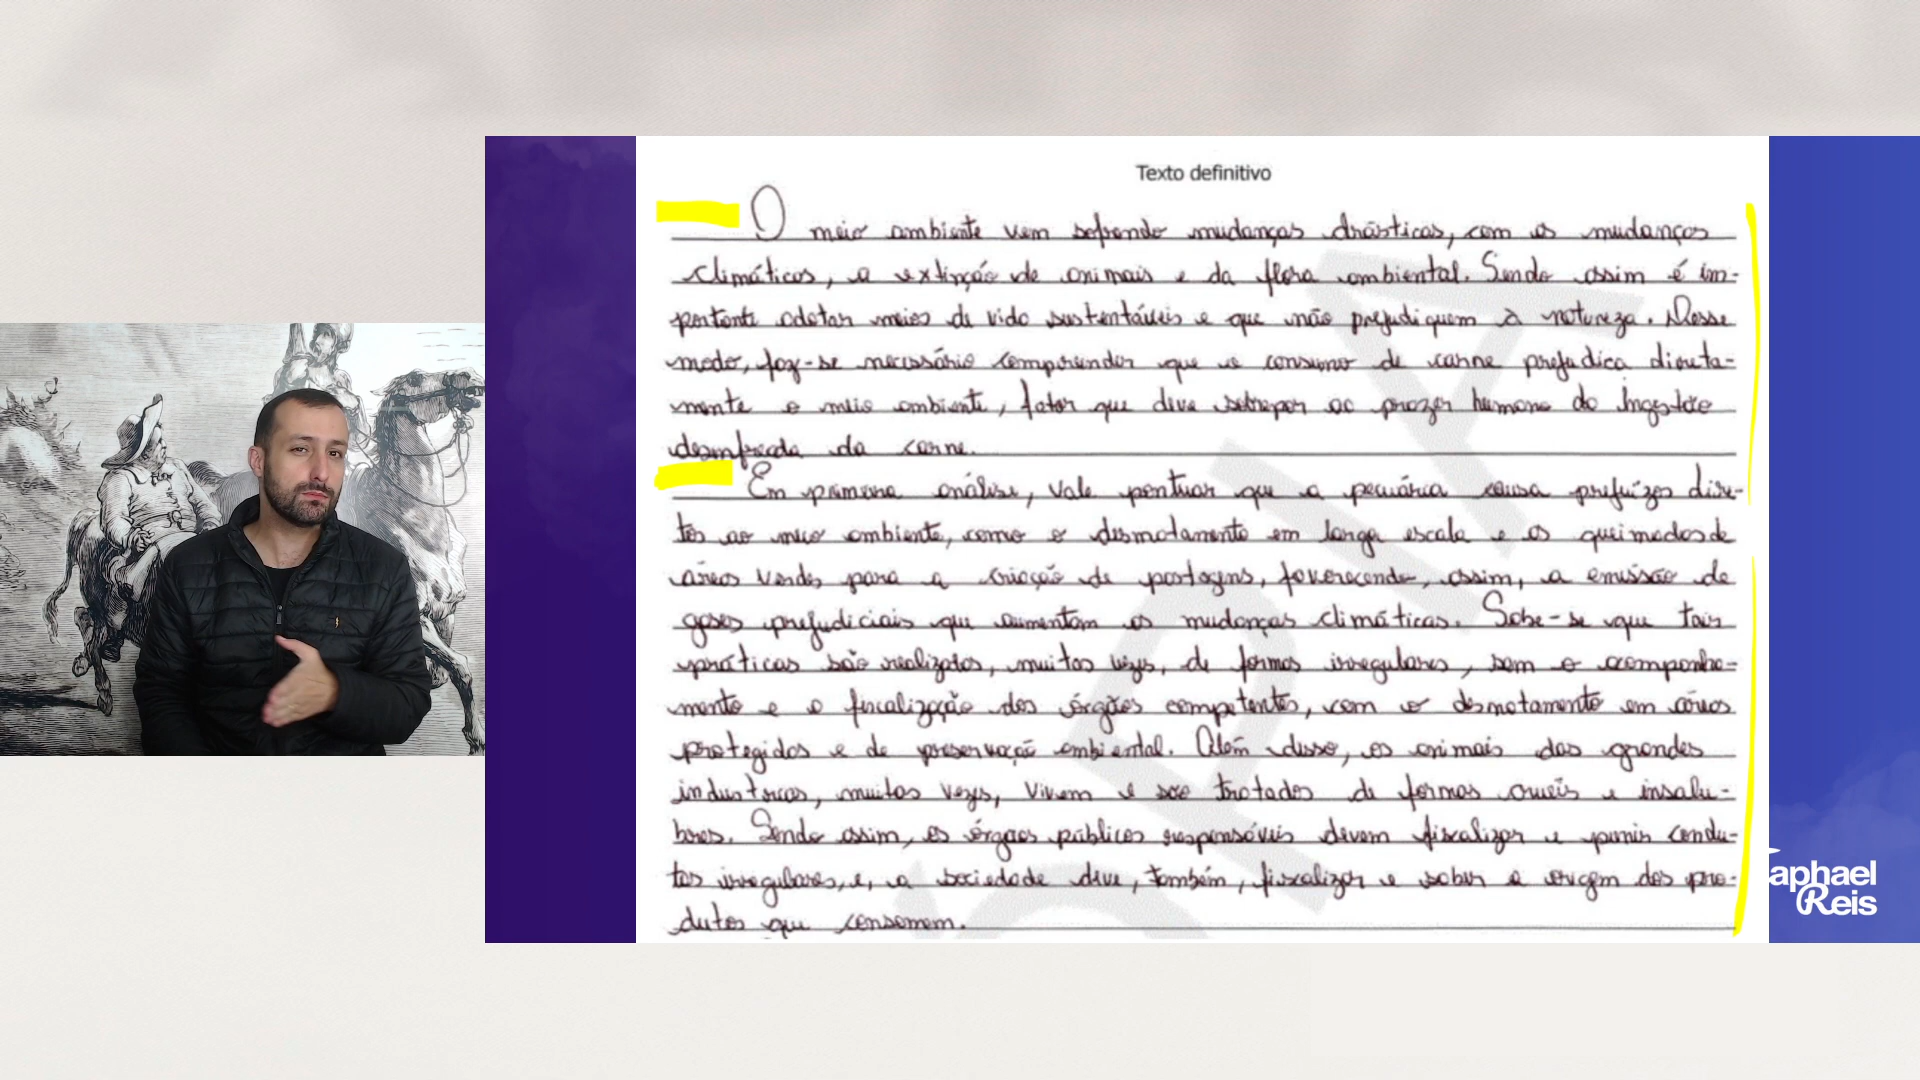 Texto definitivo
O meio ambiente vem sofrendo mudanças drásticas, com as mudanças
climáticas, a extinção de animais e da flora ambiental. Sendo assim é im-
portante adotar meios de vida sustentáveis e que não prejudiquem à natureza. Desse
modo, faz-se necessário compreender que o consumo de carne prejudica direta-
mente o meio ambiente, fator que deve sobrepor ao prazer humano da ingestão
desenfreada da carne.
Em primeira análise, vale pontuar que a pecuária causa prejuízos dire-
tos ao meio ambiente, como o desmatamento em larga escala e as queimadas de
áreas verdes para a criação de pastagens, favorecendo, assim, a emissão de
gases prejudiciais que aumentam as mudanças climáticas. Sabe-se que tais
práticas são realizadas, muitas vezes, de formas irregulares, sem o acompanha-
mento e a fiscalização dos órgãos competentes, com o desmatamento em áreas
protegidas e de preservação ambiental. Além disso, os animais das grandes
indústrias, muitas vezes, vivem e são tratados de formas cruéis e insalu-
bres. Sendo assim, os órgãos públicos responsáveis devem fiscalizar e punir condu-
tas irregulares, e, a sociedade deve, também, fiscalizar e saber a origem dos pro-
dutos que consomem.
aphael
Reis